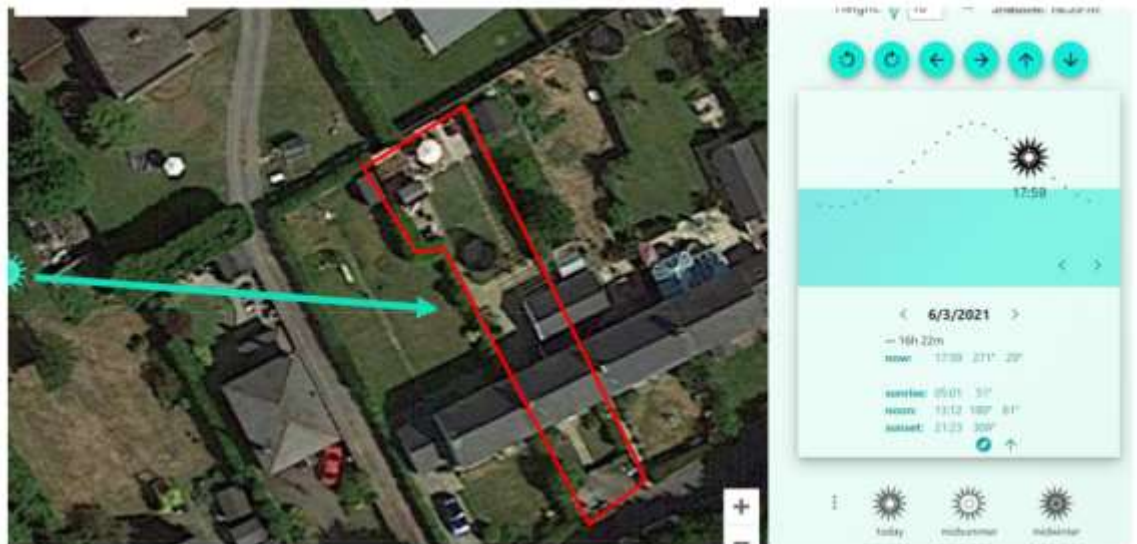 17:59
6/3/2021
— 16h 22m
now: 17:59 271° 29°
sunrise: 05:01 51°
noon: 13:12 180° 61°
sunset: 21:23 309°
today midsummer midwinter